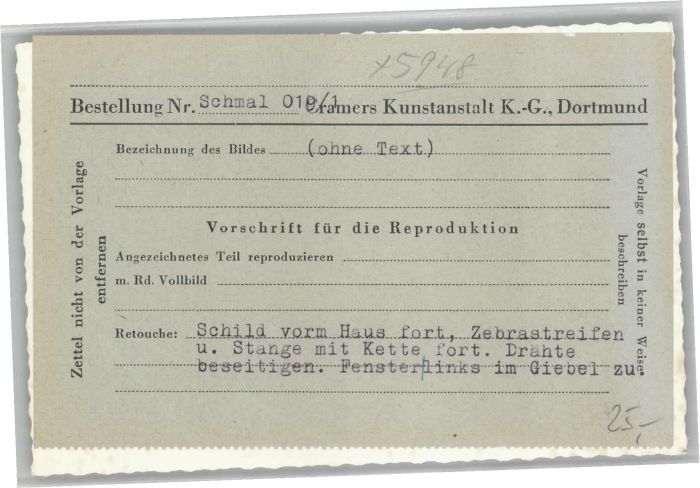 x5948
Bestellung Nr. Schmal 019/1 Cramers Kunstanstalt K.-G., Dortmund
Bezeichnung des Bildes (ohne Text)
Vorschrift für die Reproduktion
Angezeichnetes Teil reproduzieren
m. Rd. Vollbild
Retouche: Schild vorm Haus fort, Zebrastreifen
u. Stange mit Kette fort. Drähte
beseitigen. Fenster links im Giebel zu.
25,-
Zettel nicht von der Vorlage
entfernen
Vorlage selbst in keiner Weise
beschreiben